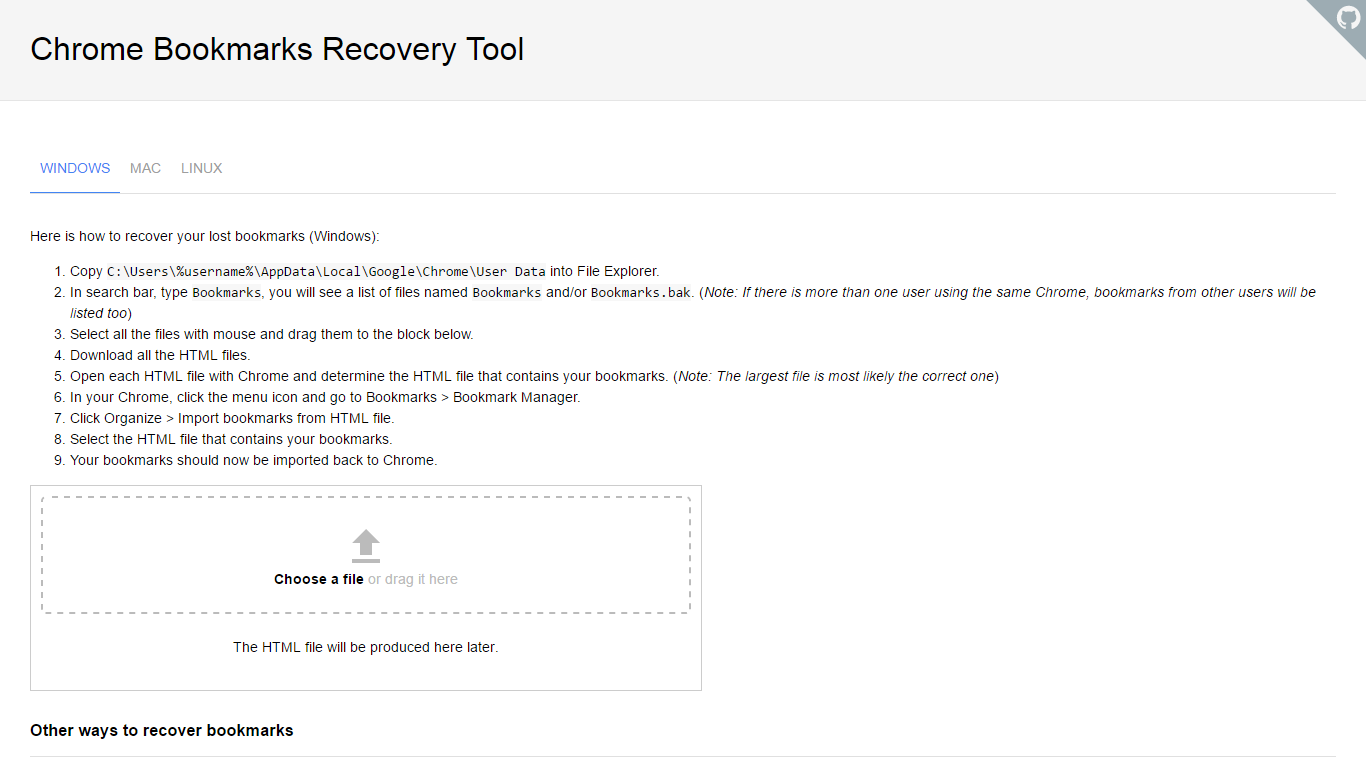 Chrome Bookmarks Recovery Tool
WINDOWS MAC LINUX
Here is how to recover your lost bookmarks (Windows):
1. Copy C:\Users\%username%\AppData\Local\Google\Chrome\User Data into File Explorer.
2. In search bar, type Bookmarks, you will see a list of files named Bookmarks and/or Bookmarks.bak. (Note: If there is more than one user using the same Chrome, bookmarks from other users will be
listed too)
3. Select all the files with mouse and drag them to the block below.
4. Download all the HTML files.
5. Open each HTML file with Chrome and determine the HTML file that contains your bookmarks. (Note: The largest file is most likely the correct one)
6. In your Chrome, click the menu icon and go to Bookmarks > Bookmark Manager.
7. Click Organize > Import bookmarks from HTML file.
8. Select the HTML file that contains your bookmarks.
9. Your bookmarks should now be imported back to Chrome.
Choose a file or drag it here
The HTML file will be produced here later.
Other ways to recover bookmarks